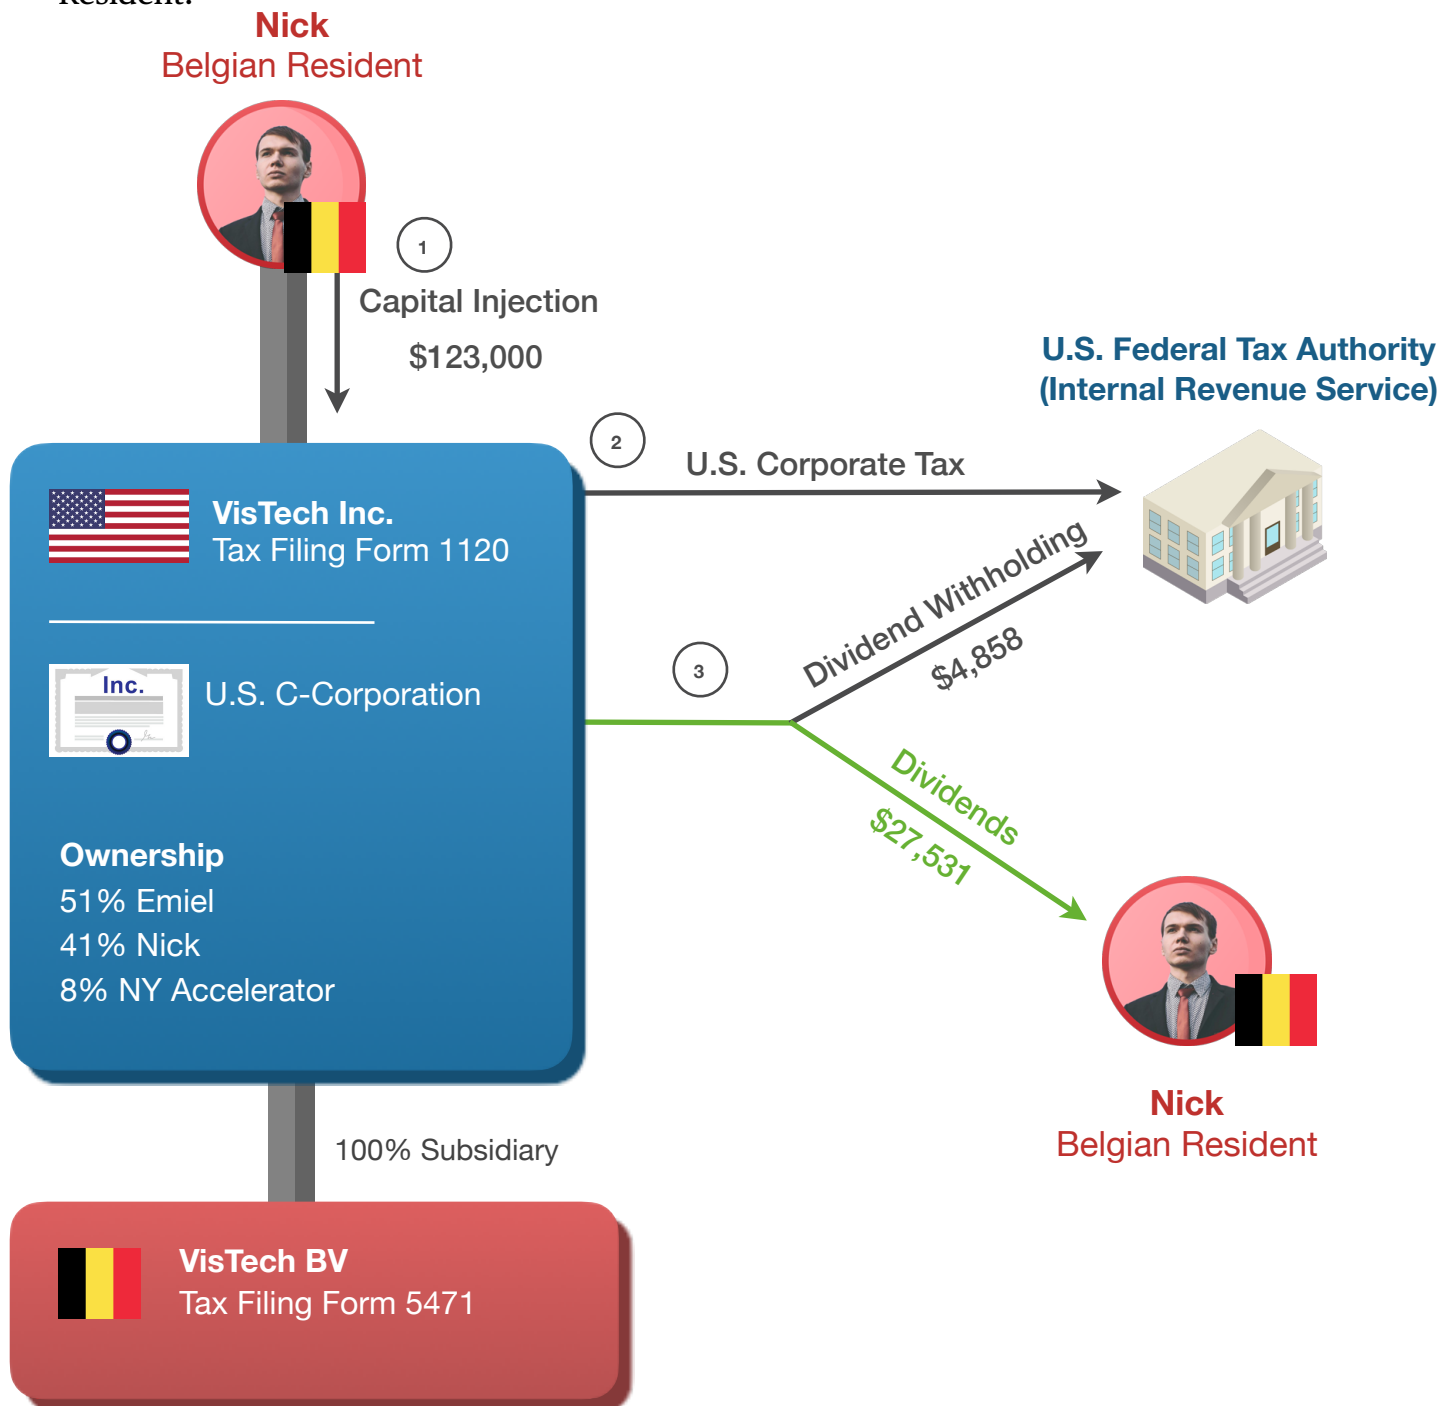 Resident.
Nick
Belgian Resident
1
Capital Injection
$123,000
U.S. Federal Tax Authority
(Internal Revenue Service)
2
U.S. Corporate Tax
VisTech Inc.
Tax Filing Form 1120
Dividend Withholding
$4,858
3
Inc.
U.S. C-Corporation
Dividends
$27,531
Ownership
51% Emiel
41% Nick
8% NY Accelerator
Nick
Belgian Resident
100% Subsidiary
VisTech BV
Tax Filing Form 5471